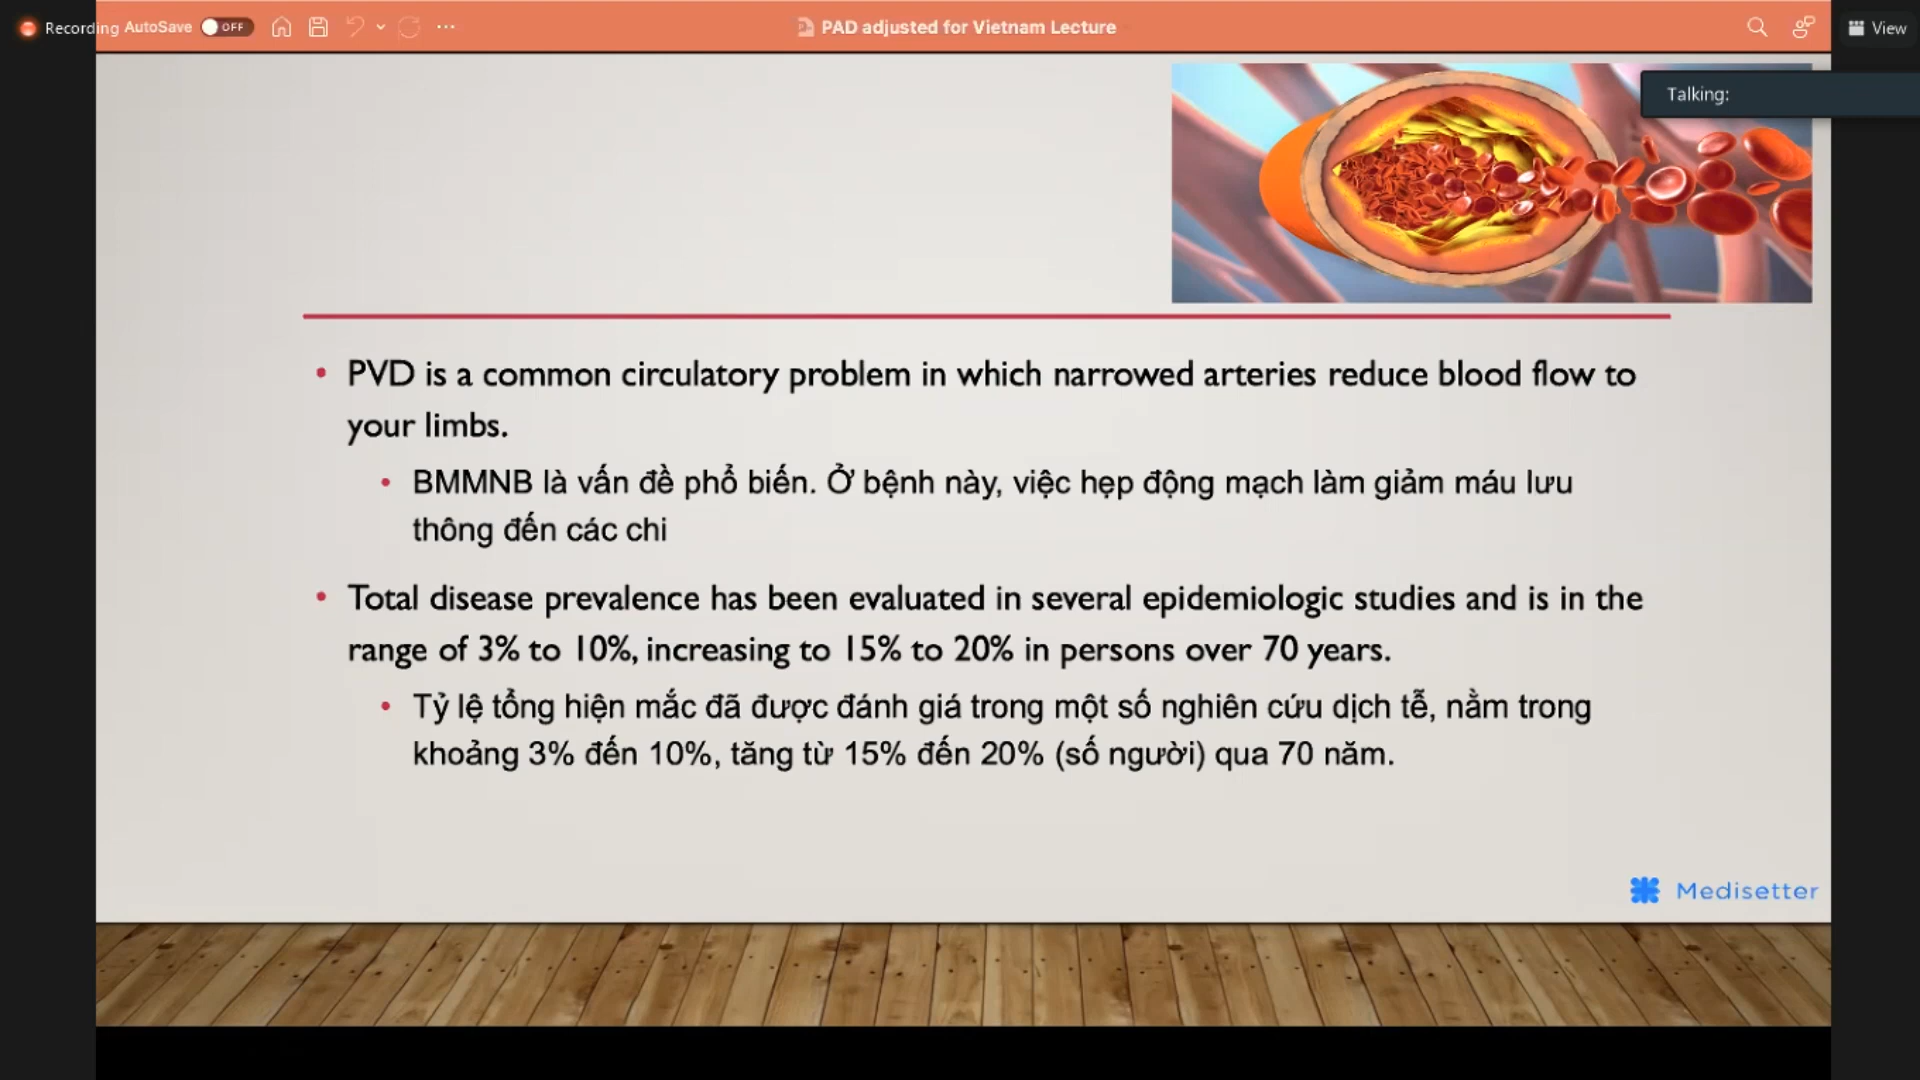 Recording AutoSave OFF
PAD adjusted for Vietnam Lecture
View
Talking:
• PVD is a common circulatory problem in which narrowed arteries reduce blood flow to
your limbs.
• BMMNB là vấn đề phổ biến. Ở bệnh này, việc hẹp động mạch làm giảm máu lưu
thông đến các chi
• Total disease prevalence has been evaluated in several epidemiologic studies and is in the
range of 3% to 10%, increasing to 15% to 20% in persons over 70 years.
• Tỷ lệ tổng hiện mắc đã được đánh giá trong một số nghiên cứu dịch tễ, nằm trong
khoảng 3% đến 10%, tăng từ 15% đến 20% (số người) qua 70 năm.
Medisetter